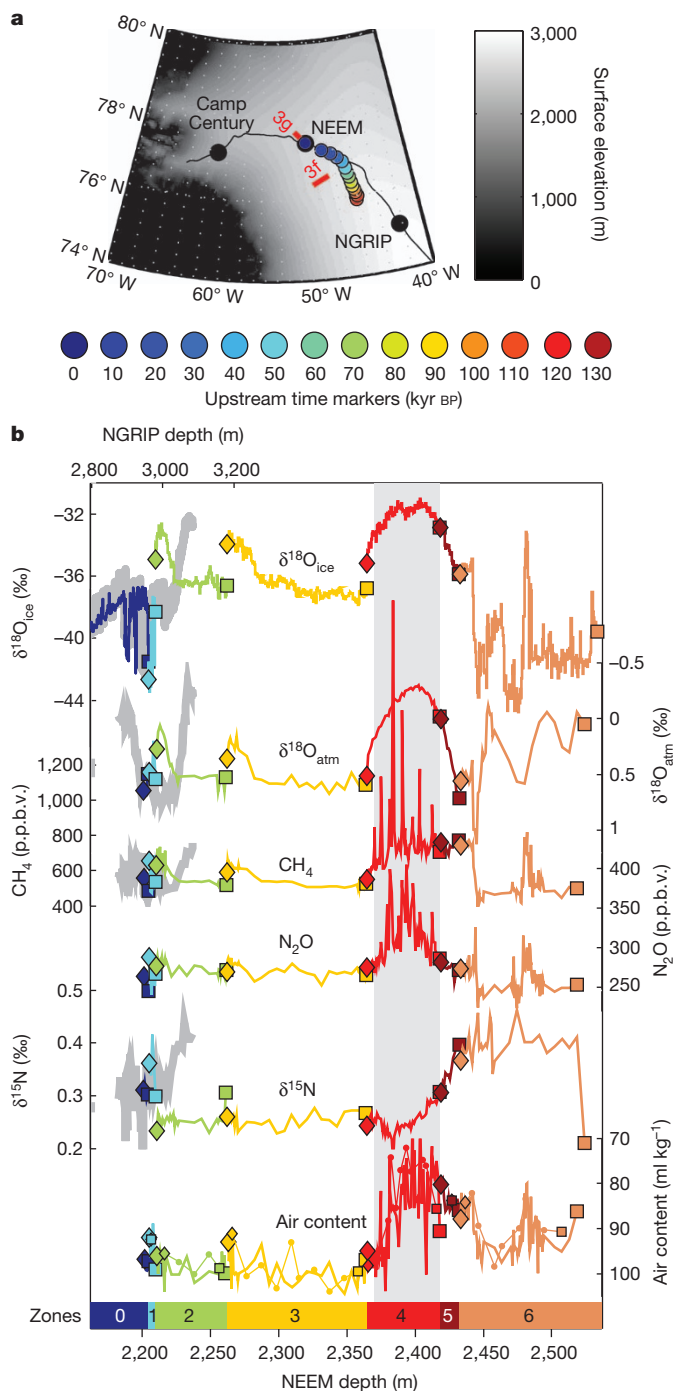 a
80° N
78° N
76° N
74° N
70° W
60° W
50° W
40° W
Camp
Century
3g
NEEM
3f
NGRIP
3,000
2,000
1,000
0
Surface elevation (m)
0 10 20 30 40 50 60 70 80 90 100 110 120 130
Upstream time markers (kyr BP)
b
NGRIP depth (m)
2,800 3,000 3,200
–32
–36
–40
–44
δ18Oice (‰)
δ18Oice
–0.5
0
0.5
1
δ18Oatm (‰)
δ18Oatm
1,200
1,000
800
600
400
CH4 (p.p.b.v.)
CH4
400
350
300
250
N2O (p.p.b.v.)
N2O
0.5
0.4
0.3
0.2
δ15N (‰)
δ15N
70
80
90
100
Air content (ml kg–1)
Air content
Zones 0 1 2 3 4 5 6
2,200 2,250 2,300 2,350 2,400 2,450 2,500
NEEM depth (m)